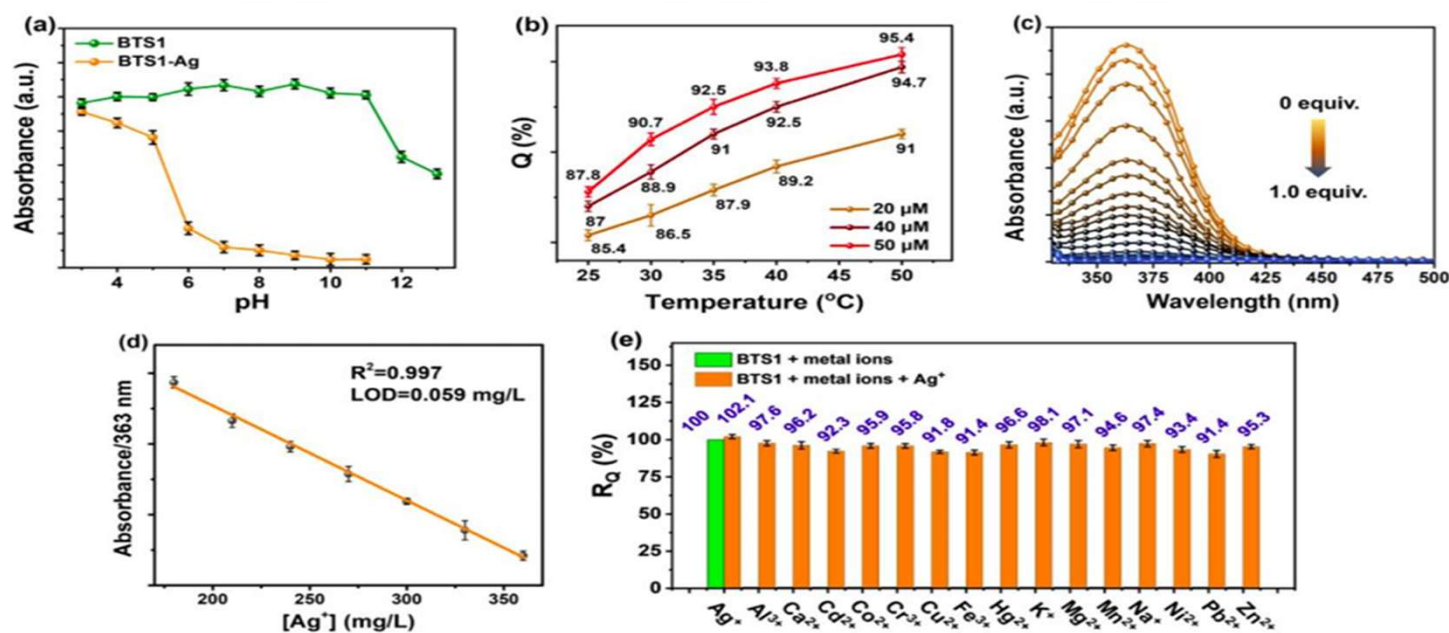 (a)
BTS1
BTS1-Ag
Absorbance (a.u.)
4 6 8 10 12
pH
(b)
95.4
93.8
92.5
94.7
90.7
92.5
87.8
91
91
88.9
89.2
87
87.9
85.4
86.5
20 µM
40 µM
50 µM
Q (%)
25 30 35 40 45 50
Temperature (°C)
(c)
0 equiv.
1.0 equiv.
Absorbance (a.u.)
350 375 400 425 450 475 500
Wavelength (nm)
(d)
R²=0.997
LOD=0.059 mg/L
Absorbance/363 nm
200 250 300 350
[Ag⁺] (mg/L)
(e)
BTS1 + metal ions
BTS1 + metal ions + Ag⁺
150
125
100
75
50
25
0
R_Q (%)
100 102.1 97.6 96.2 92.3 95.9 95.8 91.8 91.4 96.6 98.1 97.1 94.6 97.4 93.4 91.4 95.3
Ag⁺ Al³⁺ Ca²⁺ Cd²⁺ Co²⁺ Cr³⁺ Cu²⁺ Fe³⁺ Hg²⁺ K⁺ Mg²⁺ Mn²⁺ Na⁺ Ni²⁺ Pb²⁺ Zn²⁺